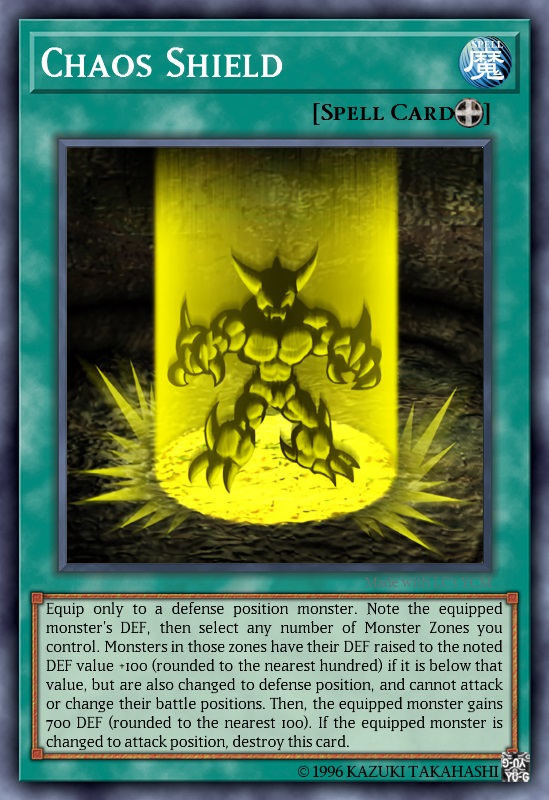 Chaos Shield
SPELL
魔
[Spell Card]
Equip only to a defense position monster. Note the equipped
monster's DEF, then select any number of Monster Zones you
control. Monsters in those zones have their DEF raised to the noted
DEF value +100 (rounded to the nearest hundred) if it is below that
value, but are also changed to defense position, and cannot attack
or change their battle positions. Then, the equipped monster gains
700 DEF (rounded to the nearest 100). If the equipped monster is
changed to attack position, destroy this card.
© 1996 KAZUKI TAKAHASHI